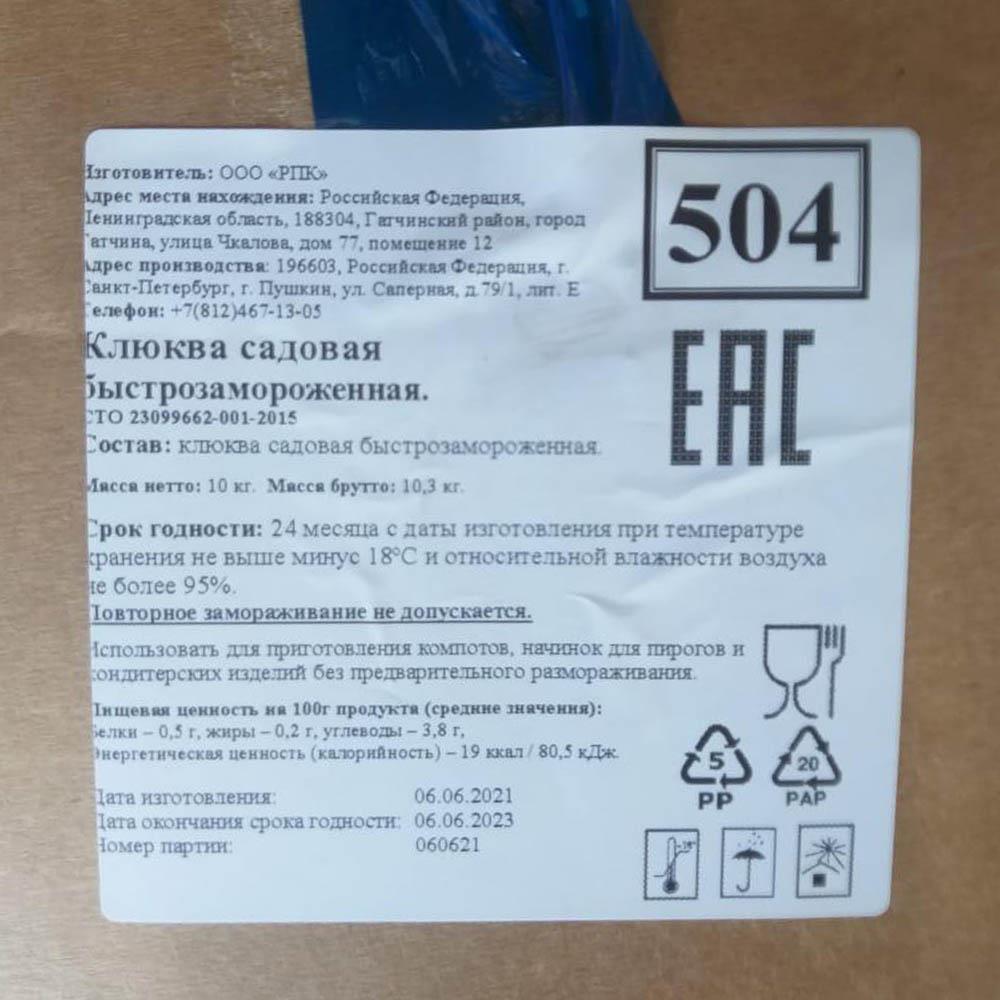 Изготовитель: ООО «РПК»
Адрес места нахождения: Российская Федерация,
Ленинградская область, 188304, Гатчинский район, город
Гатчина, улица Чкалова, дом 77, помещение 12
Адрес производства: 196603, Российская Федерация, г.
Санкт-Петербург, г. Пушкин, ул. Саперная, д.79/1, лит. Е
Телефон: +7(812)467-13-05
504
EAC
Клюква садовая
быстрозамороженная.
СТО 23099662-001-2015
Состав: клюква садовая быстрозамороженная.
Масса нетто: 10 кг. Масса брутто: 10,3 кг.
Срок годности: 24 месяца с даты изготовления при температуре
хранения не выше минус 18°С и относительной влажности воздуха
не более 95%.
Повторное замораживание не допускается.
Использовать для приготовления компотов, начинок для пирогов и
кондитерских изделий без предварительного размораживания.
Пищевая ценность на 100г продукта (средние значения):
Белки – 0,5 г, жиры – 0,2 г, углеводы – 3,8 г,
Энергетическая ценность (калорийность) – 19 ккал / 80,5 кДж.
5
PP
20
PAP
Дата изготовления: 06.06.2021
Дата окончания срока годности: 06.06.2023
Номер партии: 060621